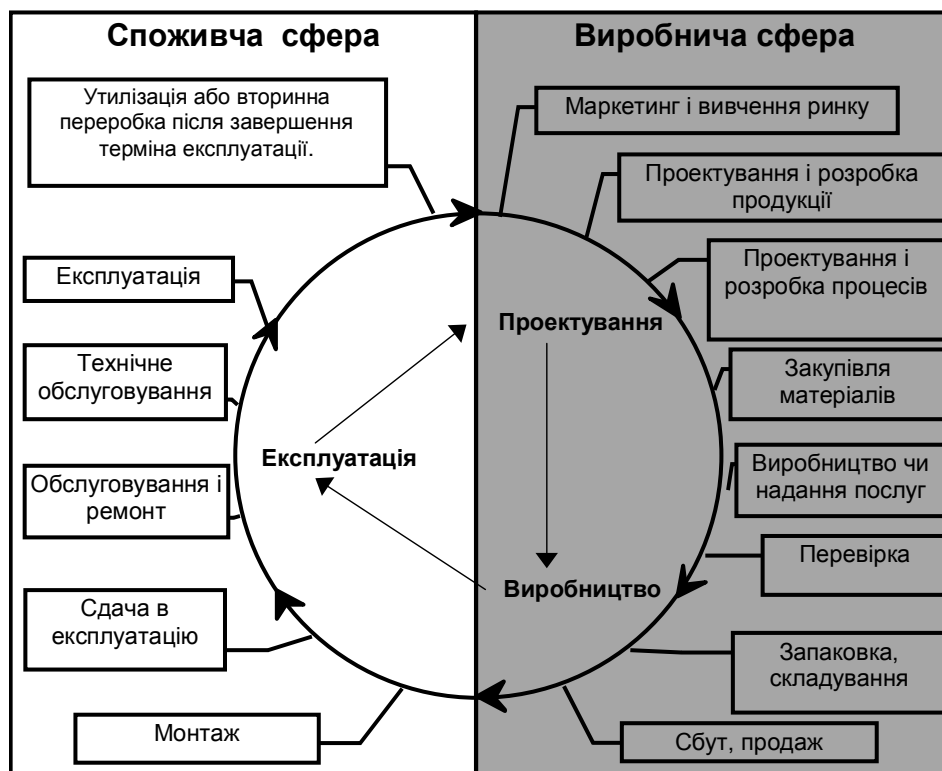 Споживча сфера
Виробнича сфера
Утилізація або вторинна
переробка після завершення
терміна експлуатації.
Маркетинг і вивчення ринку
Проектування і розробка
продукції
Проектування і
розробка процесів
Закупівля
матеріалів
Виробництво чи
надання послуг
Перевірка
Запаковка,
складування
Сбут, продаж
Монтаж
Сдача в
експлуатацію
Обслуговування і
ремонт
Технічне
обслуговування
Експлуатація
Проектування
Виробництво
Експлуатація